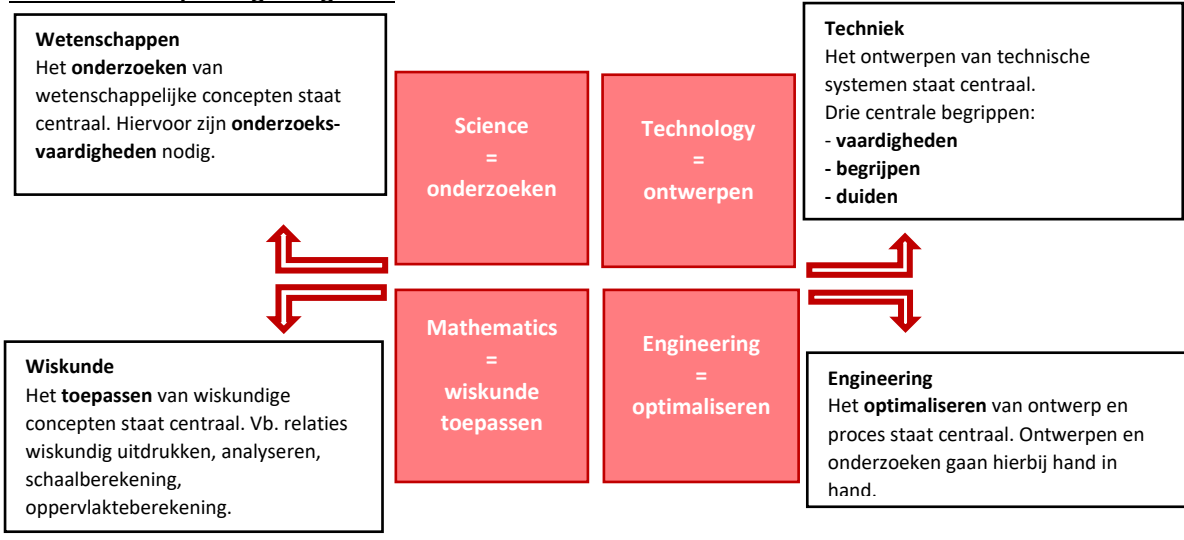 Wetenschappen
Het onderzoeken van
wetenschappelijke concepten staat
centraal. Hiervoor zijn onderzoeks-
vaardigheden nodig.
Science
=
onderzoeken
Technology
=
ontwerpen
Techniek
Het ontwerpen van technische
systemen staat centraal.
Drie centrale begrippen:
- vaardigheden
- begrijpen
- duiden
Wiskunde
Het toepassen van wiskundige
concepten staat centraal. Vb. relaties
wiskundig uitdrukken, analyseren,
schaalberekening,
oppervlakteberekening.
Mathematics
=
wiskunde
toepassen
Engineering
=
optimaliseren
Engineering
Het optimaliseren van ontwerp en
proces staat centraal. Ontwerpen en
onderzoeken gaan hierbij hand in
hand.